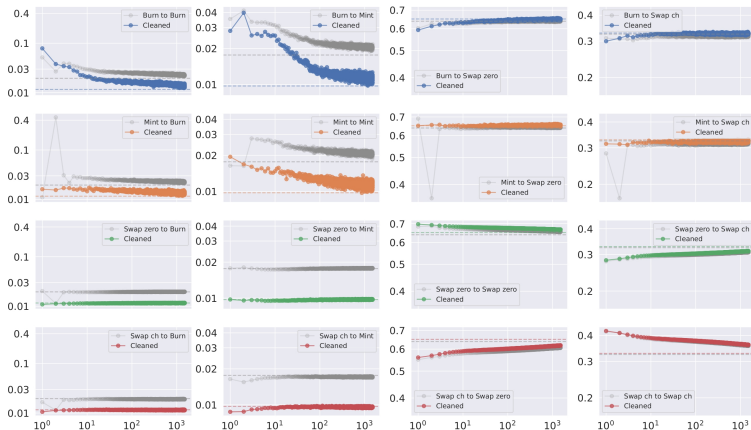 0.4
0.1
0.03
0.01
Burn to Burn
Cleaned
0.04
0.03
0.02
0.01
Burn to Mint
Cleaned
0.7
0.6
0.5
0.4
Burn to Swap zero
Cleaned
0.4
0.3
0.2
Burn to Swap ch
Cleaned
0.4
0.1
0.03
0.01
Mint to Burn
Cleaned
0.04
0.03
0.02
0.01
Mint to Mint
Cleaned
0.7
0.6
0.5
0.4
Mint to Swap zero
Cleaned
0.4
0.3
0.2
Mint to Swap ch
Cleaned
0.4
0.1
0.03
0.01
Swap zero to Burn
Cleaned
0.04
0.03
0.02
0.01
Swap zero to Mint
Cleaned
0.7
0.6
0.5
0.4
Swap zero to Swap zero
Cleaned
0.4
0.3
0.2
Swap zero to Swap ch
Cleaned
0.4
0.1
0.03
0.01
Swap ch to Burn
Cleaned
0.04
0.03
0.02
0.01
Swap ch to Mint
Cleaned
0.7
0.6
0.5
0.4
Swap ch to Swap zero
Cleaned
0.4
0.3
0.2
Swap ch to Swap ch
Cleaned
10⁰ 10¹ 10² 10³ 10⁰ 10¹ 10² 10³ 10⁰ 10¹ 10² 10³ 10⁰ 10¹ 10² 10³